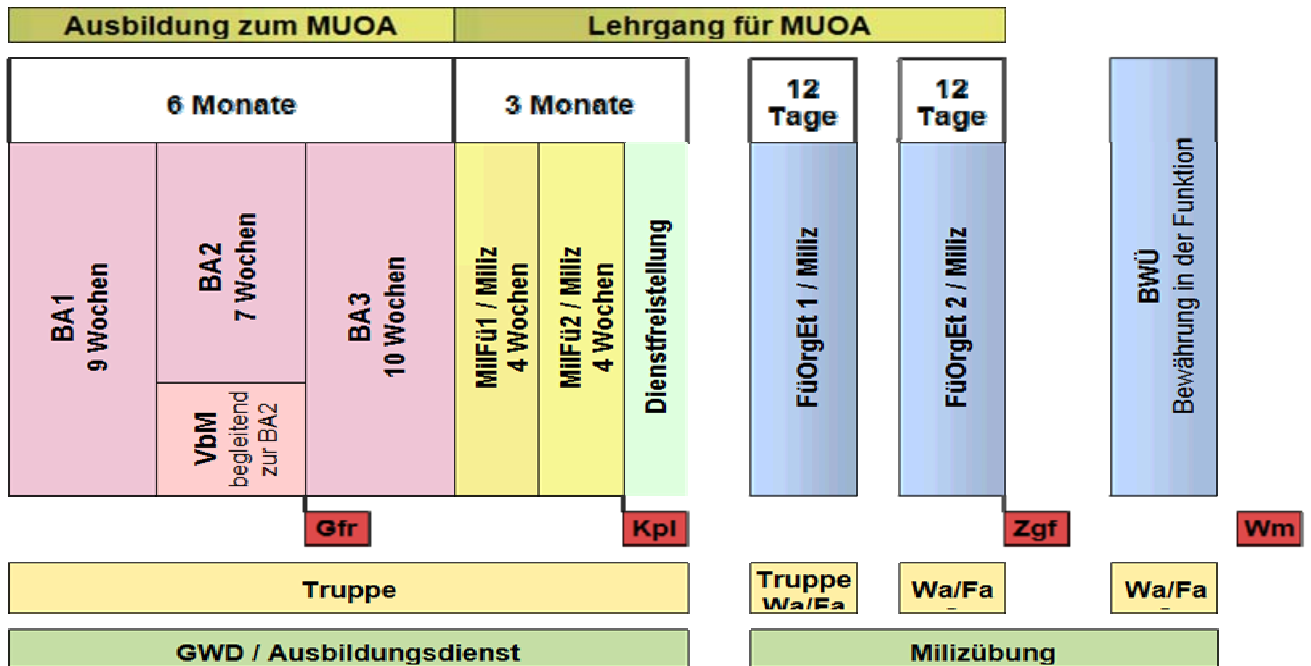 Ausbildung zum MUOA
Lehrgang für MUOA
6 Monate
3 Monate
12
Tage
12
Tage
BA1
9 Wochen
BA2
7 Wochen
VbM
begleitend
zur BA2
BA3
10 Wochen
MilFü1 / Miliz
4 Wochen
MilFü2 / Miliz
4 Wochen
Dienstfreistellung
FüOrgEt 1 / Miliz
FüOrgEt 2 / Miliz
BWÜ
Bewährung in der Funktion
Gfr
Kpl
Zgf
Wm
Truppe
Truppe
Wa/Fa
Wa/Fa
Wa/Fa
GWD / Ausbildungsdienst
Milizübung